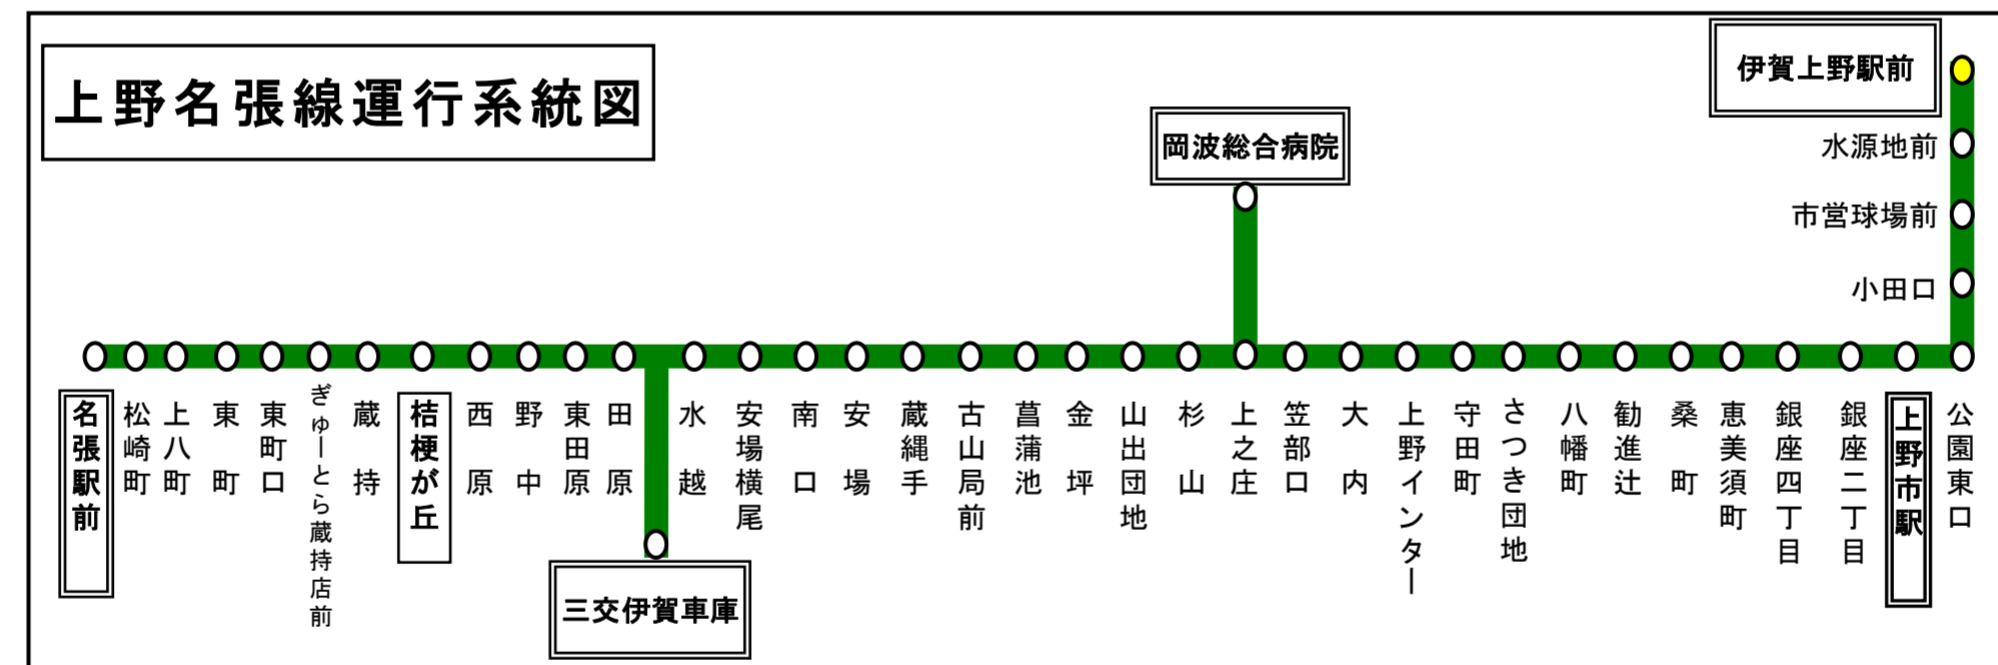 上野名張線運行系統図
伊賀上野駅前
水源地前
市営球場前
小田口
岡波総合病院
名張駅前
松崎町
上八町
東町
東町口
ぎゅーとら蔵持店前
蔵持
桔梗が丘
西原
野中
東田原
田原
三交伊賀車庫
水越
安場横尾
南口
安場
蔵縄手
古山局前
菖蒲池
金坪
山出団地
杉山
上之庄
笠部口
大内
上野インター
守田町
さつき団地
八幡町
勧進辻
桑町
恵美須町
銀座四丁目
銀座二丁目
上野市駅
公園東口